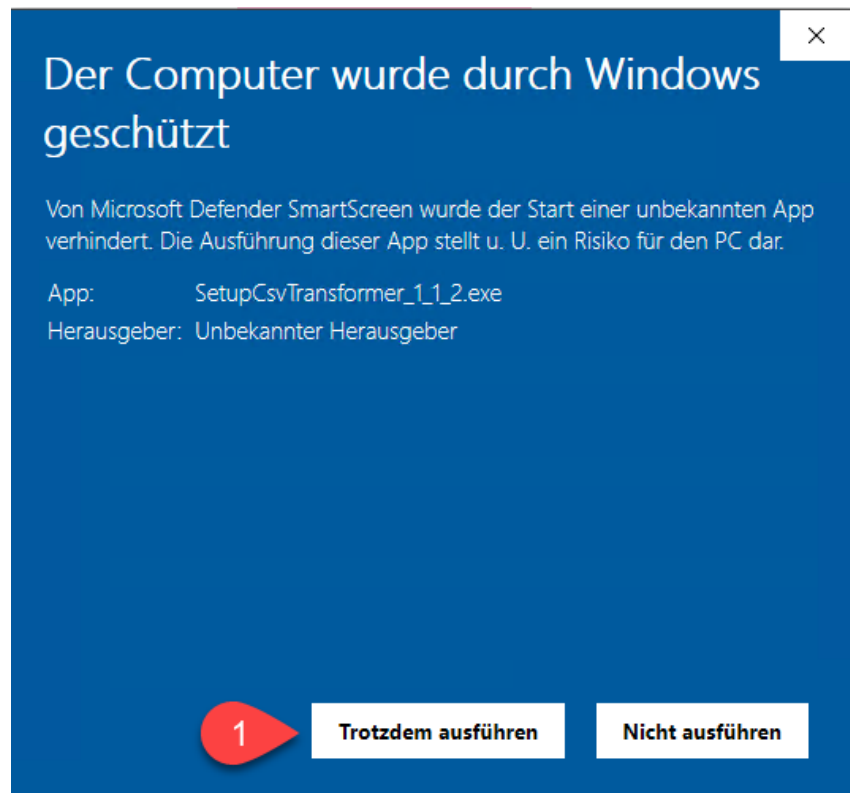 Der Computer wurde durch Windows
geschützt
Von Microsoft Defender SmartScreen wurde der Start einer unbekannten App
verhindert. Die Ausführung dieser App stellt u. U. ein Risiko für den PC dar.
App: SetupCsvTransformer_1_1_2.exe
Herausgeber: Unbekannter Herausgeber
1 Trotzdem ausführen Nicht ausführen